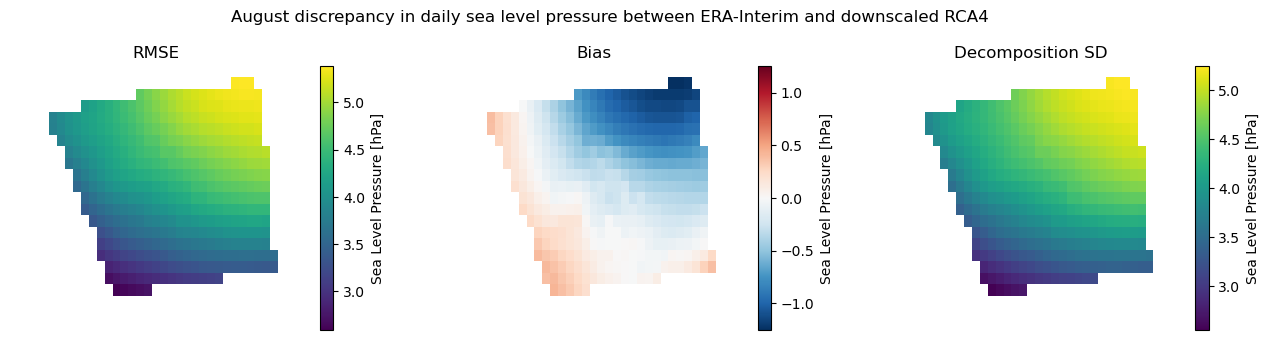 August discrepancy in daily sea level pressure between ERA-Interim and downscaled RCA4
RMSE
5.0
4.5
4.0
3.5
3.0
Sea Level Pressure [hPa]
Bias
1.0
0.5
0.0
−0.5
−1.0
Sea Level Pressure [hPa]
Decomposition SD
5.0
4.5
4.0
3.5
3.0
Sea Level Pressure [hPa]